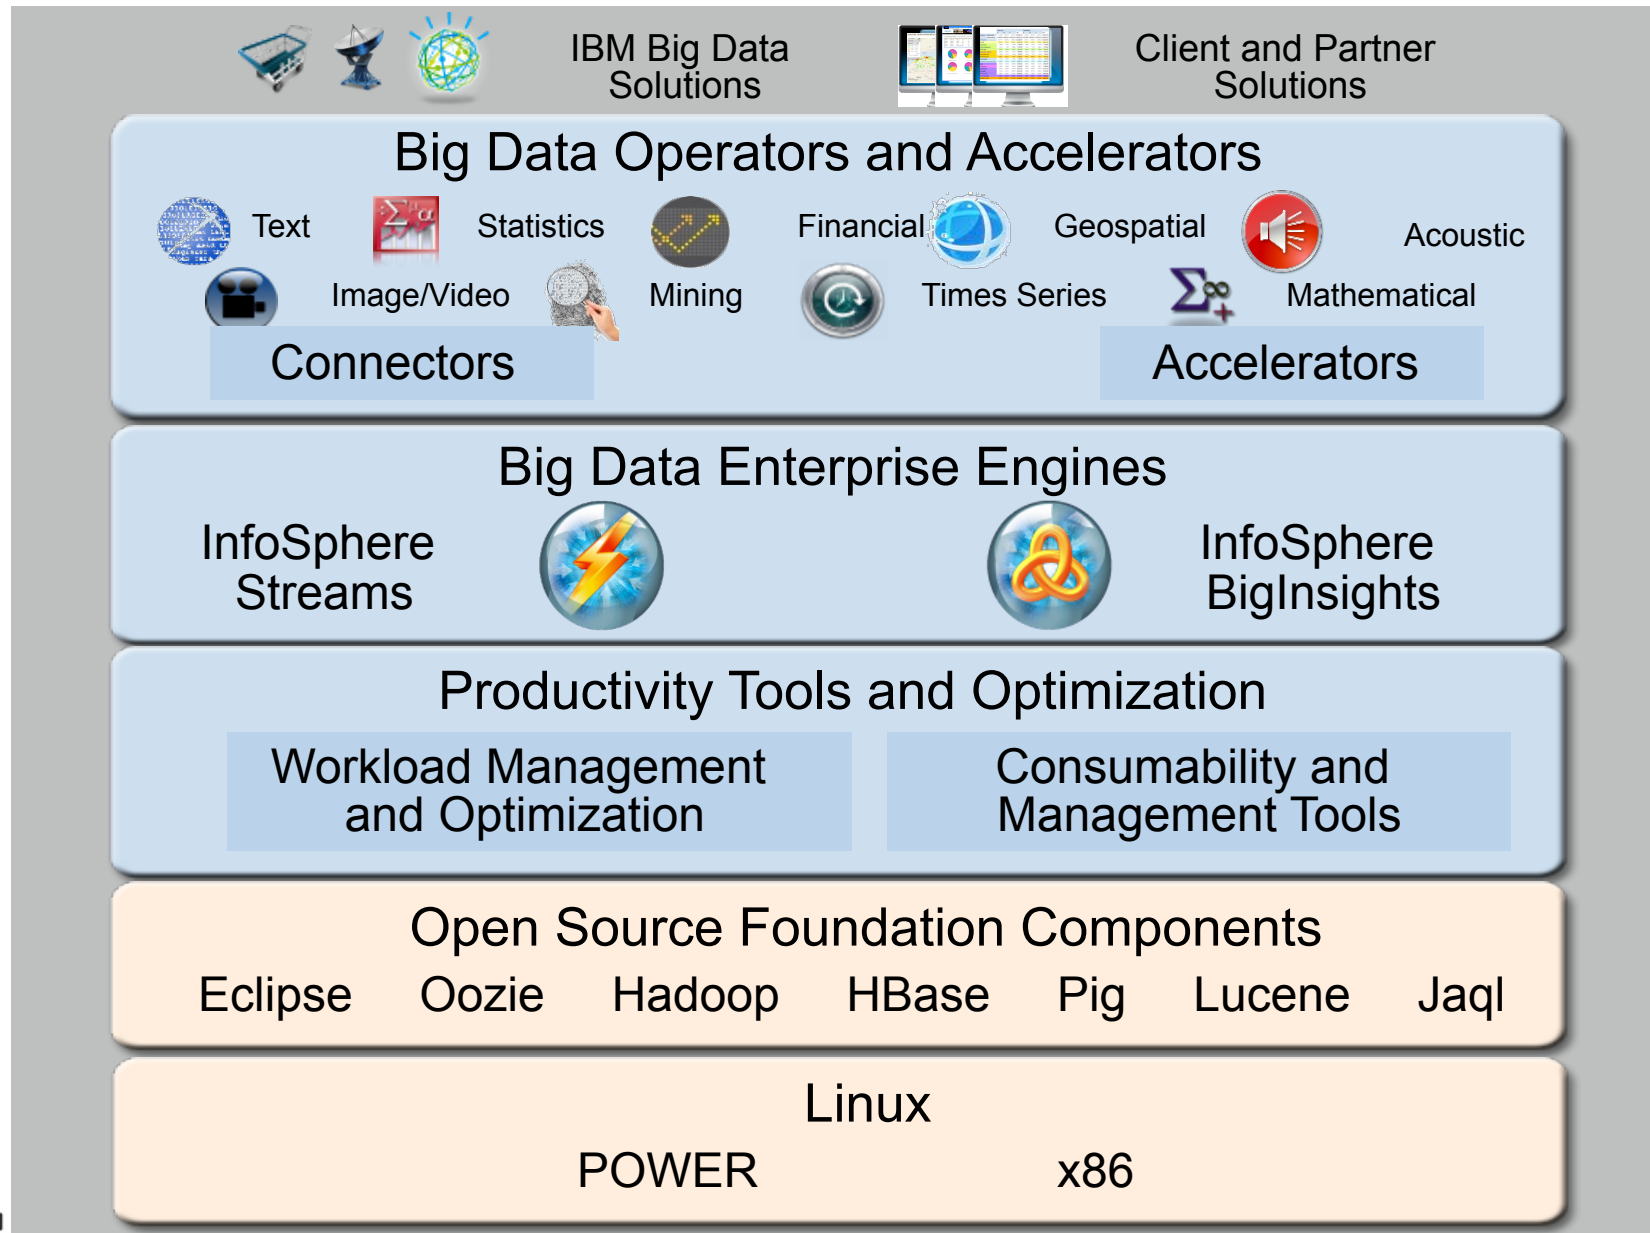 IBM Big Data
Solutions
Client and Partner
Solutions
Big Data Operators and Accelerators
Text
Statistics
Financial
Geospatial
Acoustic
Image/Video
Mining
Times Series
Mathematical
Connectors
Accelerators
Big Data Enterprise Engines
InfoSphere
Streams
InfoSphere
BigInsights
Productivity Tools and Optimization
Workload Management
and Optimization
Consumability and
Management Tools
Open Source Foundation Components
Eclipse Oozie Hadoop HBase Pig Lucene Jaql
Linux
POWER x86